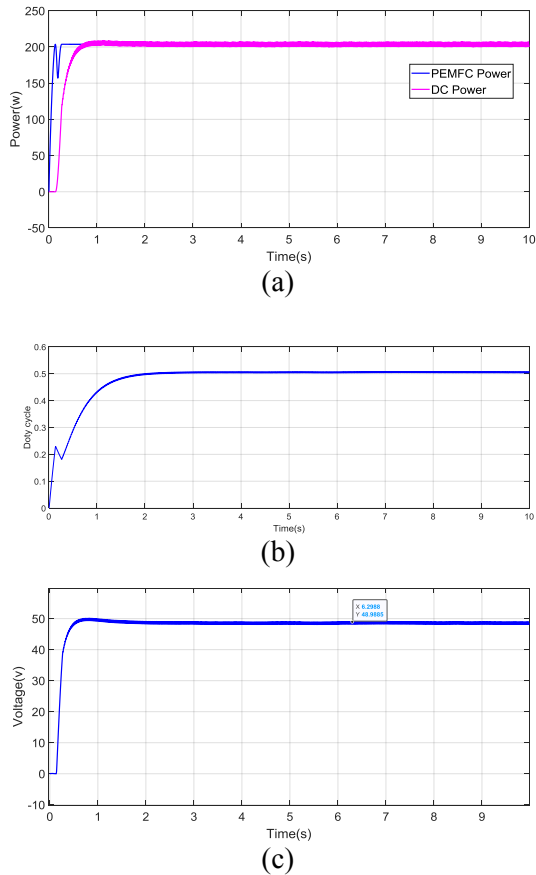 250
200
150
100
50
0
-50
Power(w)
PEMFC Power
DC Power
0 1 2 3 4 5 6 7 8 9 10
Time(s)
(a)
0.6
0.5
0.4
0.3
0.2
0.1
0
Doty cycle
0 1 2 3 4 5 6 7 8 9 10
Time(s)
(b)
50
40
30
20
10
0
-10
Voltage(v)
X 6.2988
Y 48.9885
0 1 2 3 4 5 6 7 8 9
Time(s)
(c)